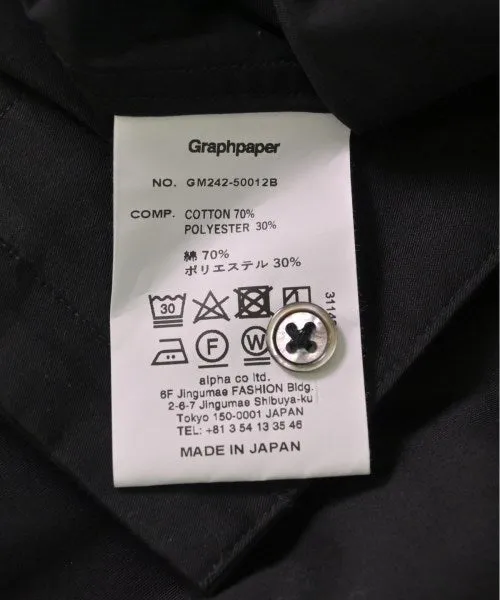 Graphpaper
NO. GM242-50012B
COMP. COTTON 70%
POLYESTER 30%
綿 70%
ポリエステル 30%
30
F
W
alpha co ltd.
6F Jingumae FASHION Bldg.
2-6-7 Jingumae Shibuya-ku
Tokyo 150-0001 JAPAN
TEL: +81 3 54 13 35 46
MADE IN JAPAN